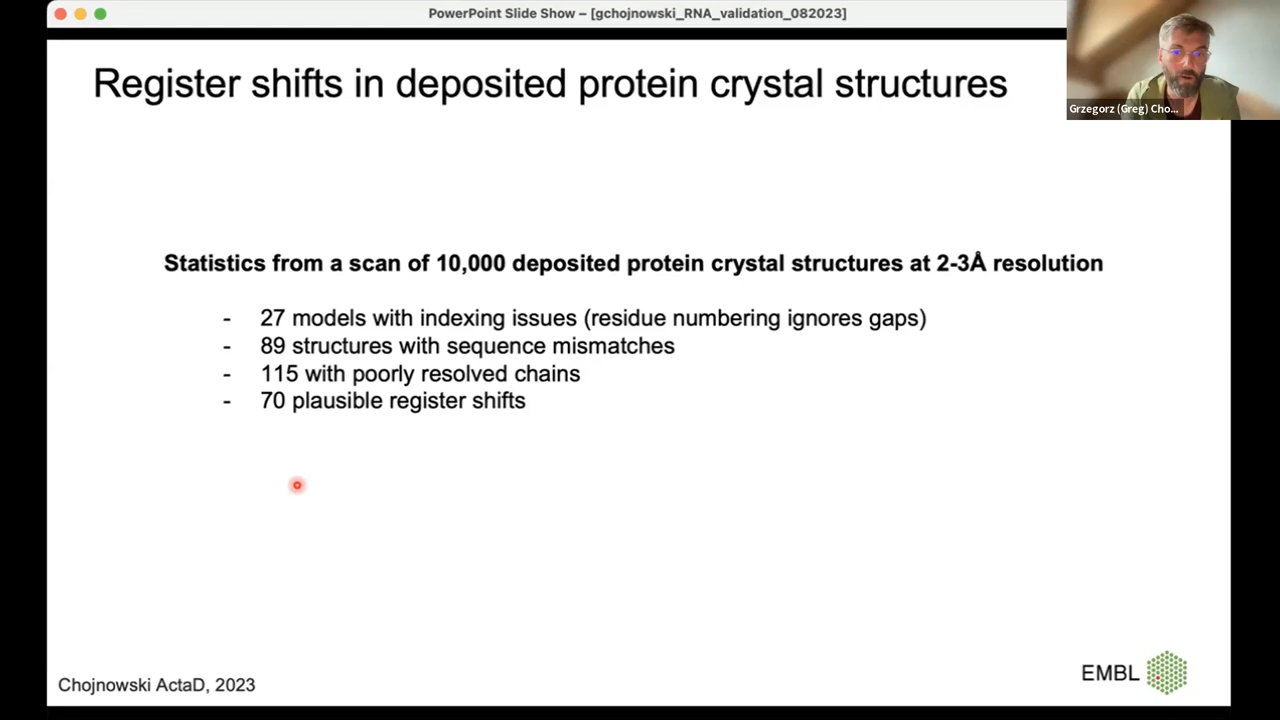 PowerPoint Slide Show – [gchojnowski_RNA_validation_082023]
Register shifts in deposited protein crystal structures
Grzegorz (Greg) Cho...
Statistics from a scan of 10,000 deposited protein crystal structures at 2-3Å resolution
- 27 models with indexing issues (residue numbering ignores gaps)
- 89 structures with sequence mismatches
- 115 with poorly resolved chains
- 70 plausible register shifts
Chojnowski ActaD, 2023
EMBL